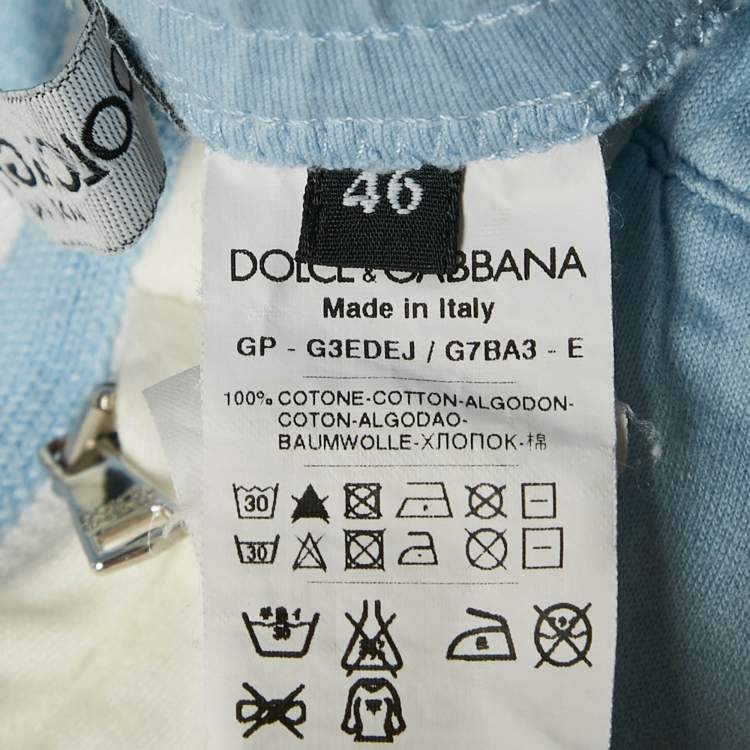 46
DOLCE & GABBANA
Made in Italy
GP - G3EDEJ / G7BA3 - E
100% COTONE-COTTON-ALGODON-
COTON-ALGODAO-
BAUMWOLLE-ХЛОПОК-棉
30
30
30